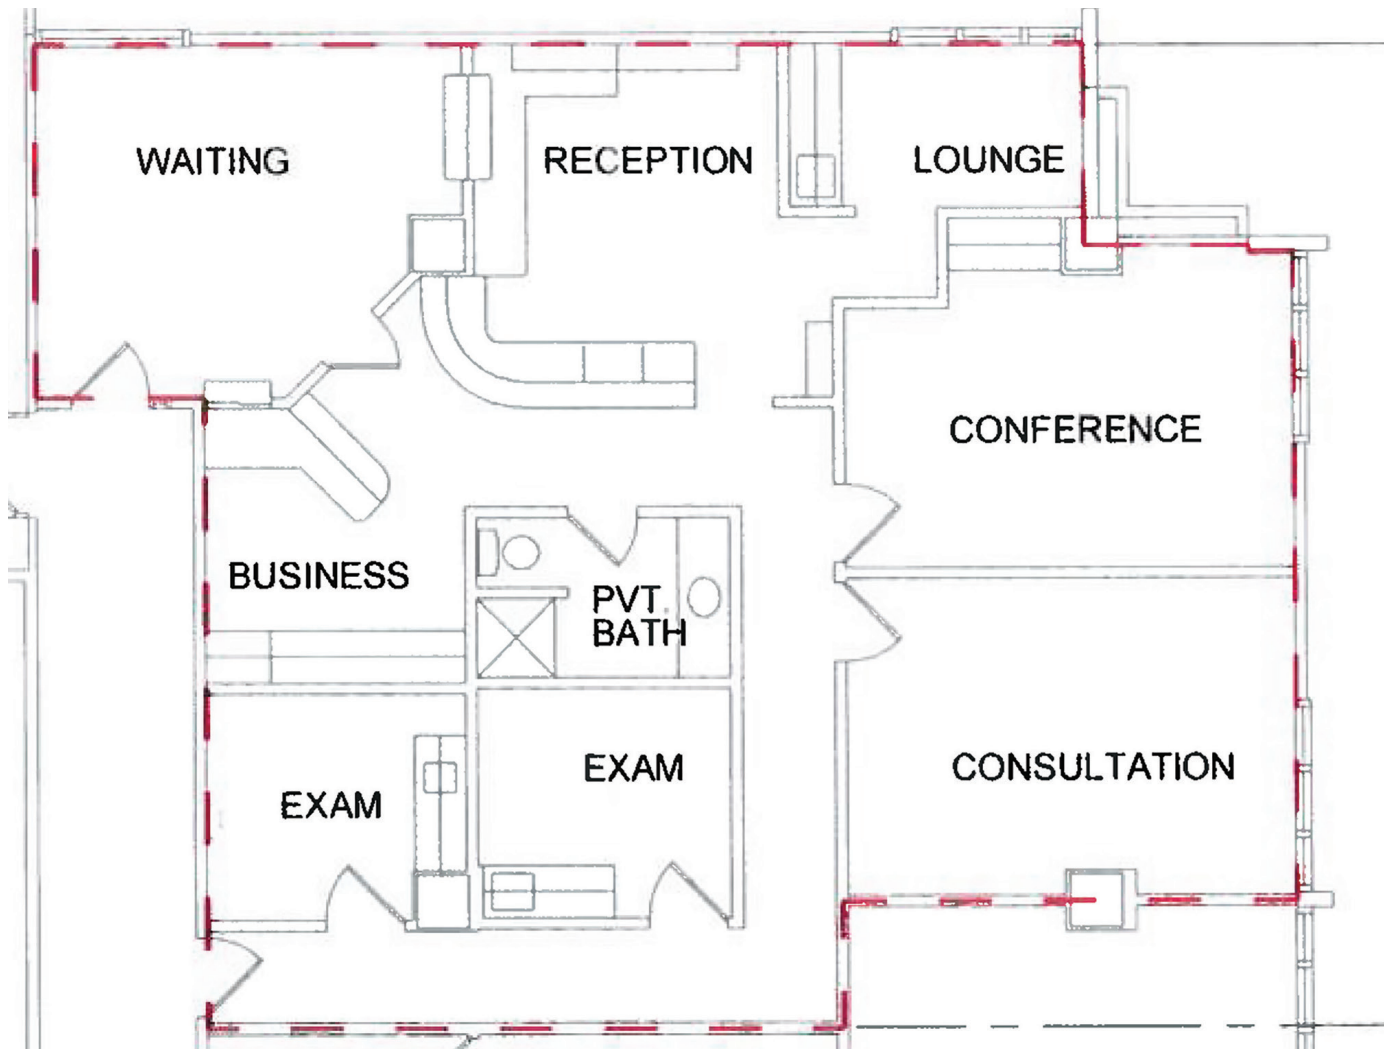 WAITING
RECEPTION
LOUNGE
CONFERENCE
BUSINESS
PVT.
BATH
EXAM
CONSULTATION
EXAM